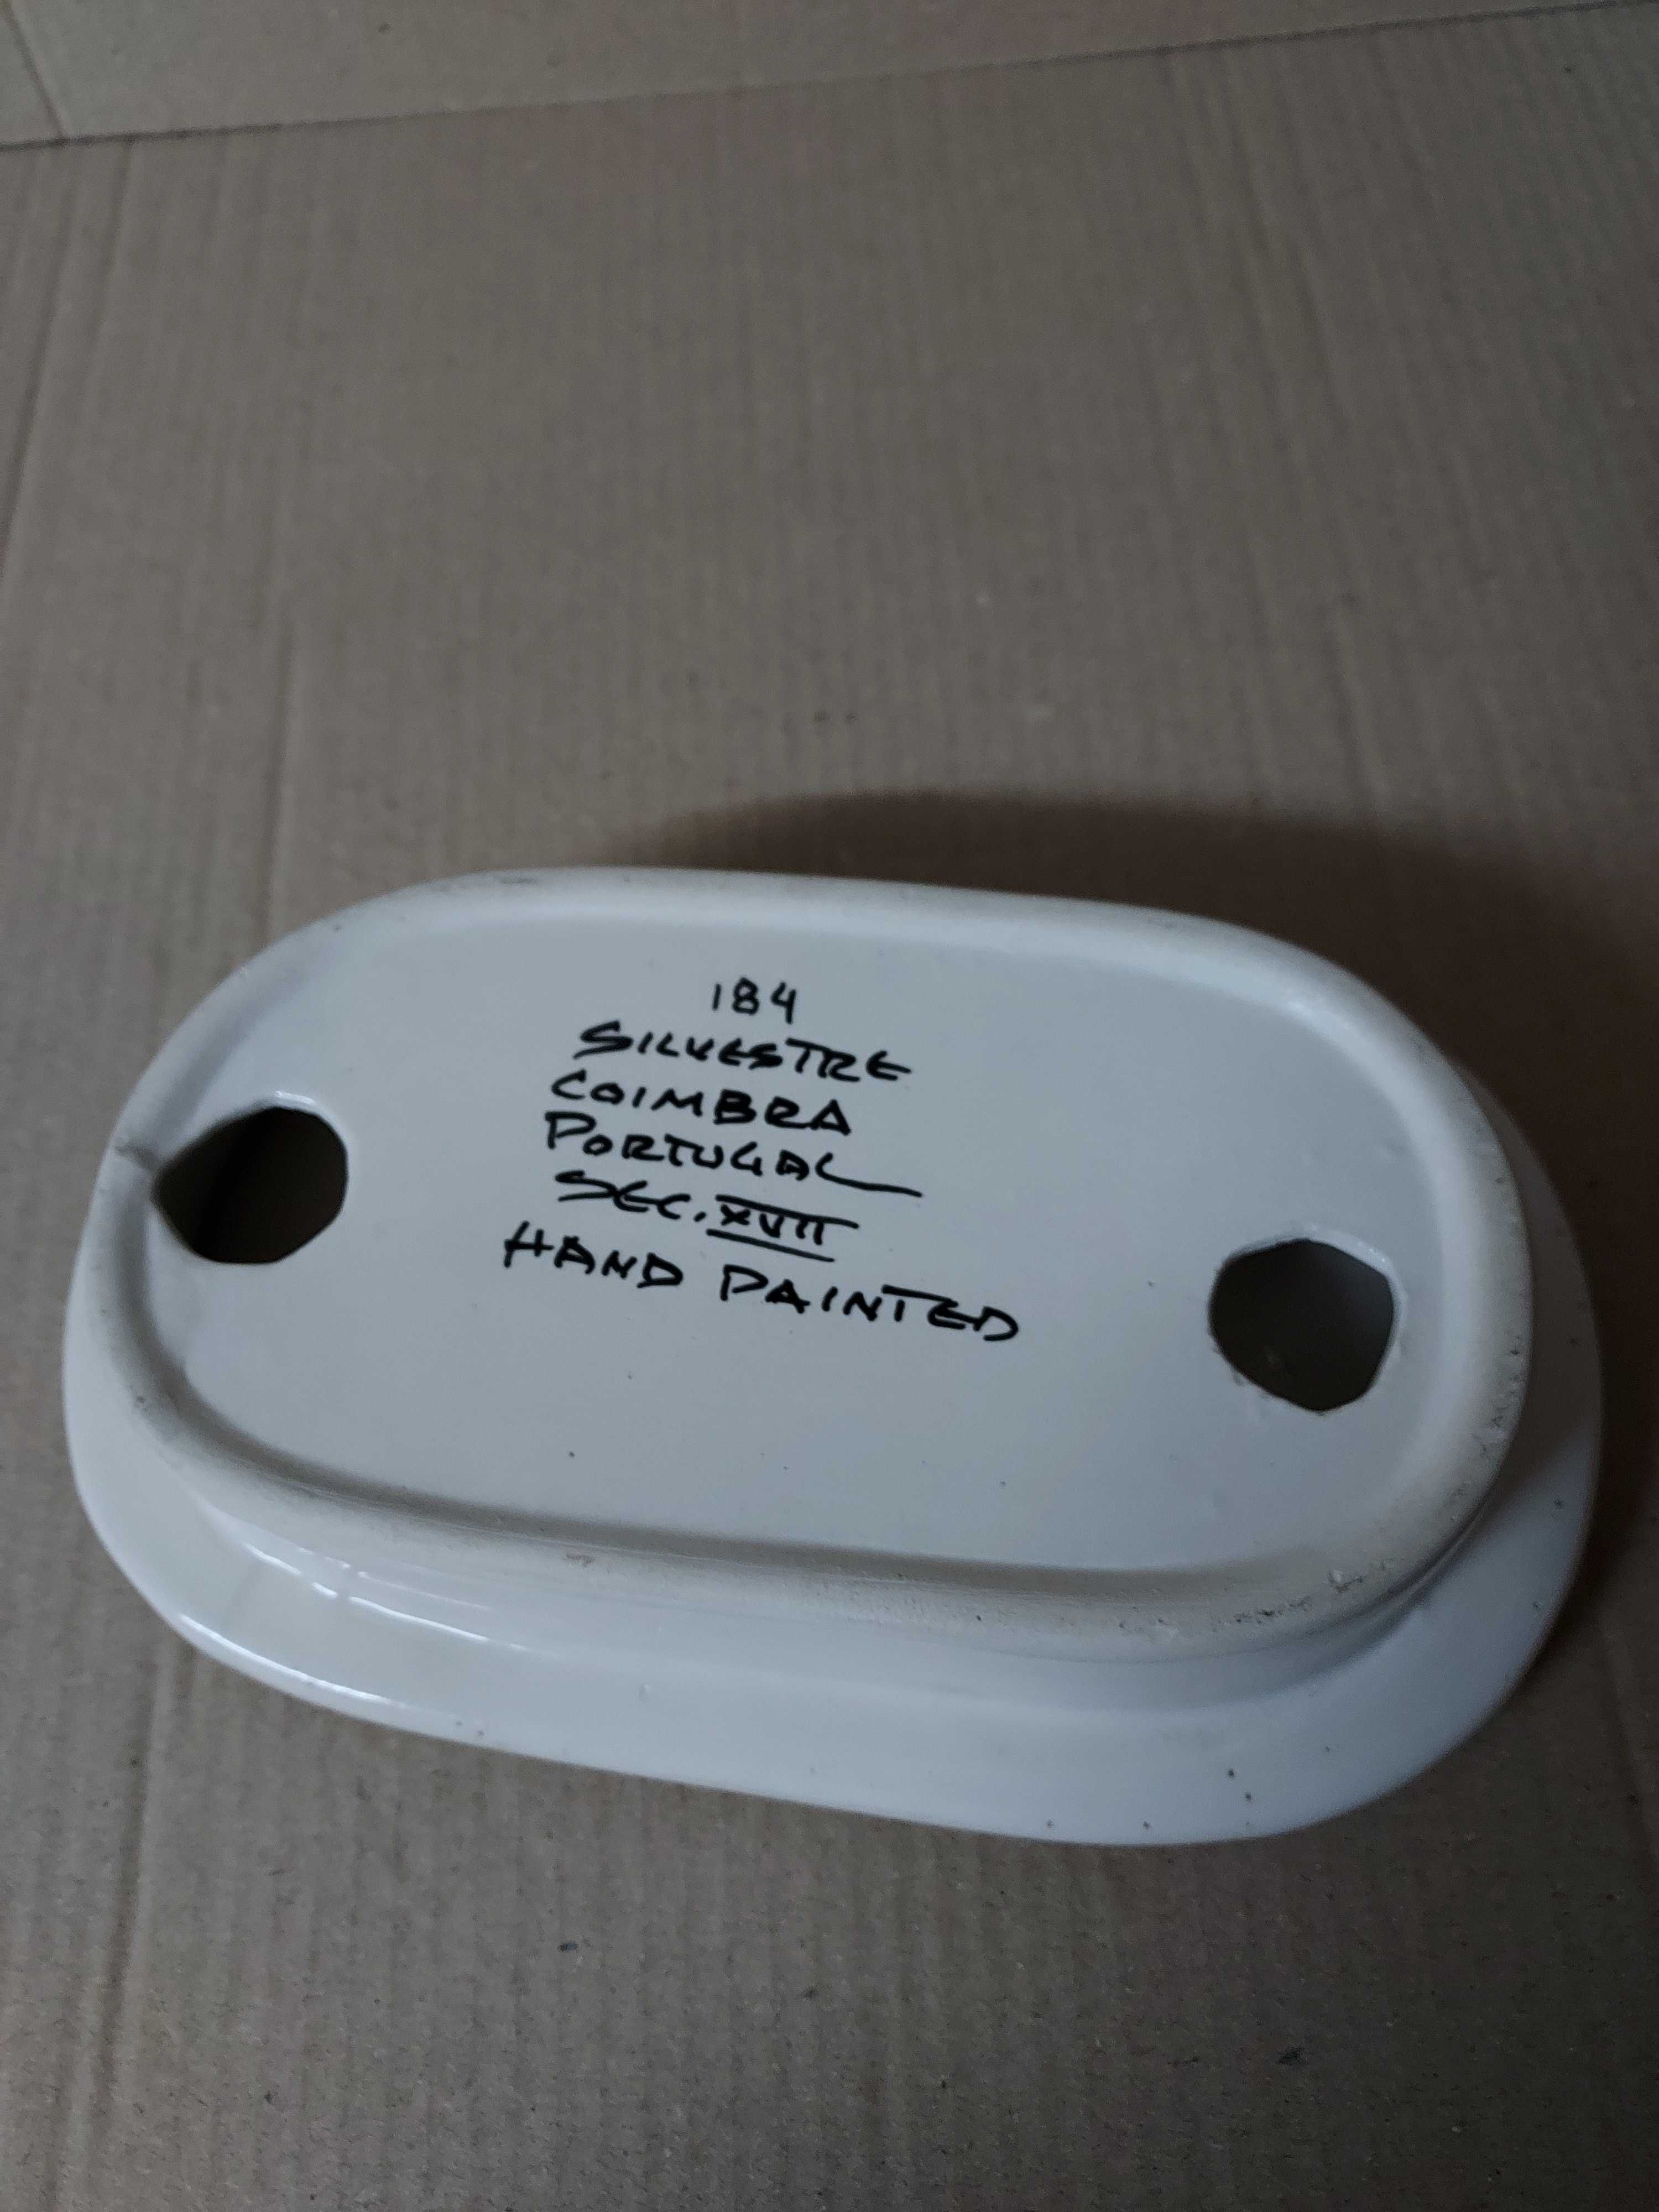 184
SILVESTRE
COIMBRA
PORTUGAL
SEC. XVII
HAND PAINTED